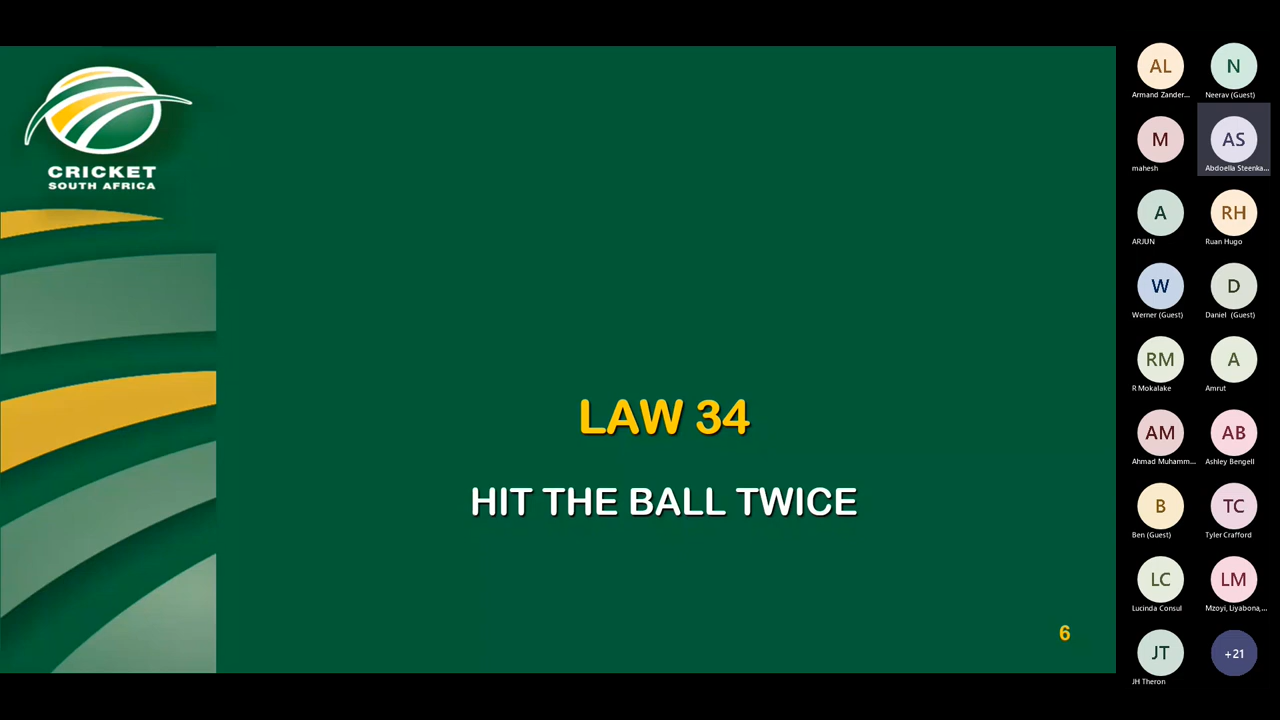 CRICKET
SOUTH AFRICA
LAW 34
HIT THE BALL TWICE
6
AL
Armand Zander...
N
Neerav (Guest)
M
mahesh
AS
Abdoella Steenka...
A
ARJUN
RH
Ruan Hugo
W
Werner (Guest)
D
Daniel (Guest)
RM
R Mokalake
A
Amrut
AM
Ahmad Muhamm...
AB
Ashley Bengell
B
Ben (Guest)
TC
Tyler Crafford
LC
Lucinda Consul
LM
Mzoyi, Liyabona,...
JT
JH Theron
+21